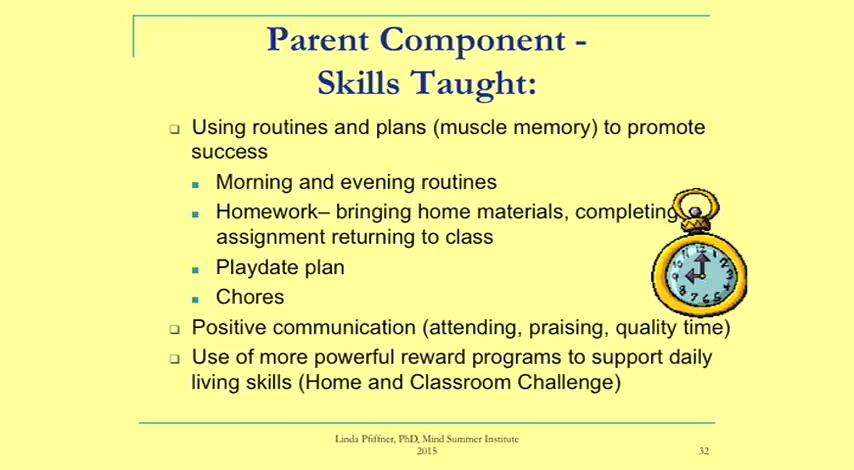 Parent Component -
Skills Taught:
Using routines and plans (muscle memory) to promote
success
Morning and evening routines
Homework– bringing home materials, completing
assignment returning to class
Playdate plan
Chores
Positive communication (attending, praising, quality time)
Use of more powerful reward programs to support daily
living skills (Home and Classroom Challenge)
Linda Pfiffner, PhD, Mind Summer Institute
2015
32